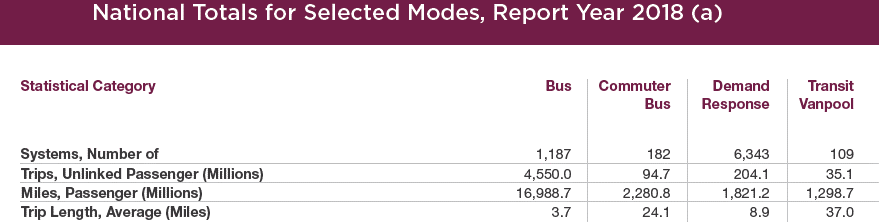 National Totals for Selected Modes, Report Year 2018 (a)
Statistical Category Bus Commuter Bus Demand Response Transit Vanpool
Systems, Number of 1,187 182 6,343 109
Trips, Unlinked Passenger (Millions) 4,550.0 94.7 204.1 35.1
Miles, Passenger (Millions) 16,988.7 2,280.8 1,821.2 1,298.7
Trip Length, Average (Miles) 3.7 24.1 8.9 37.0